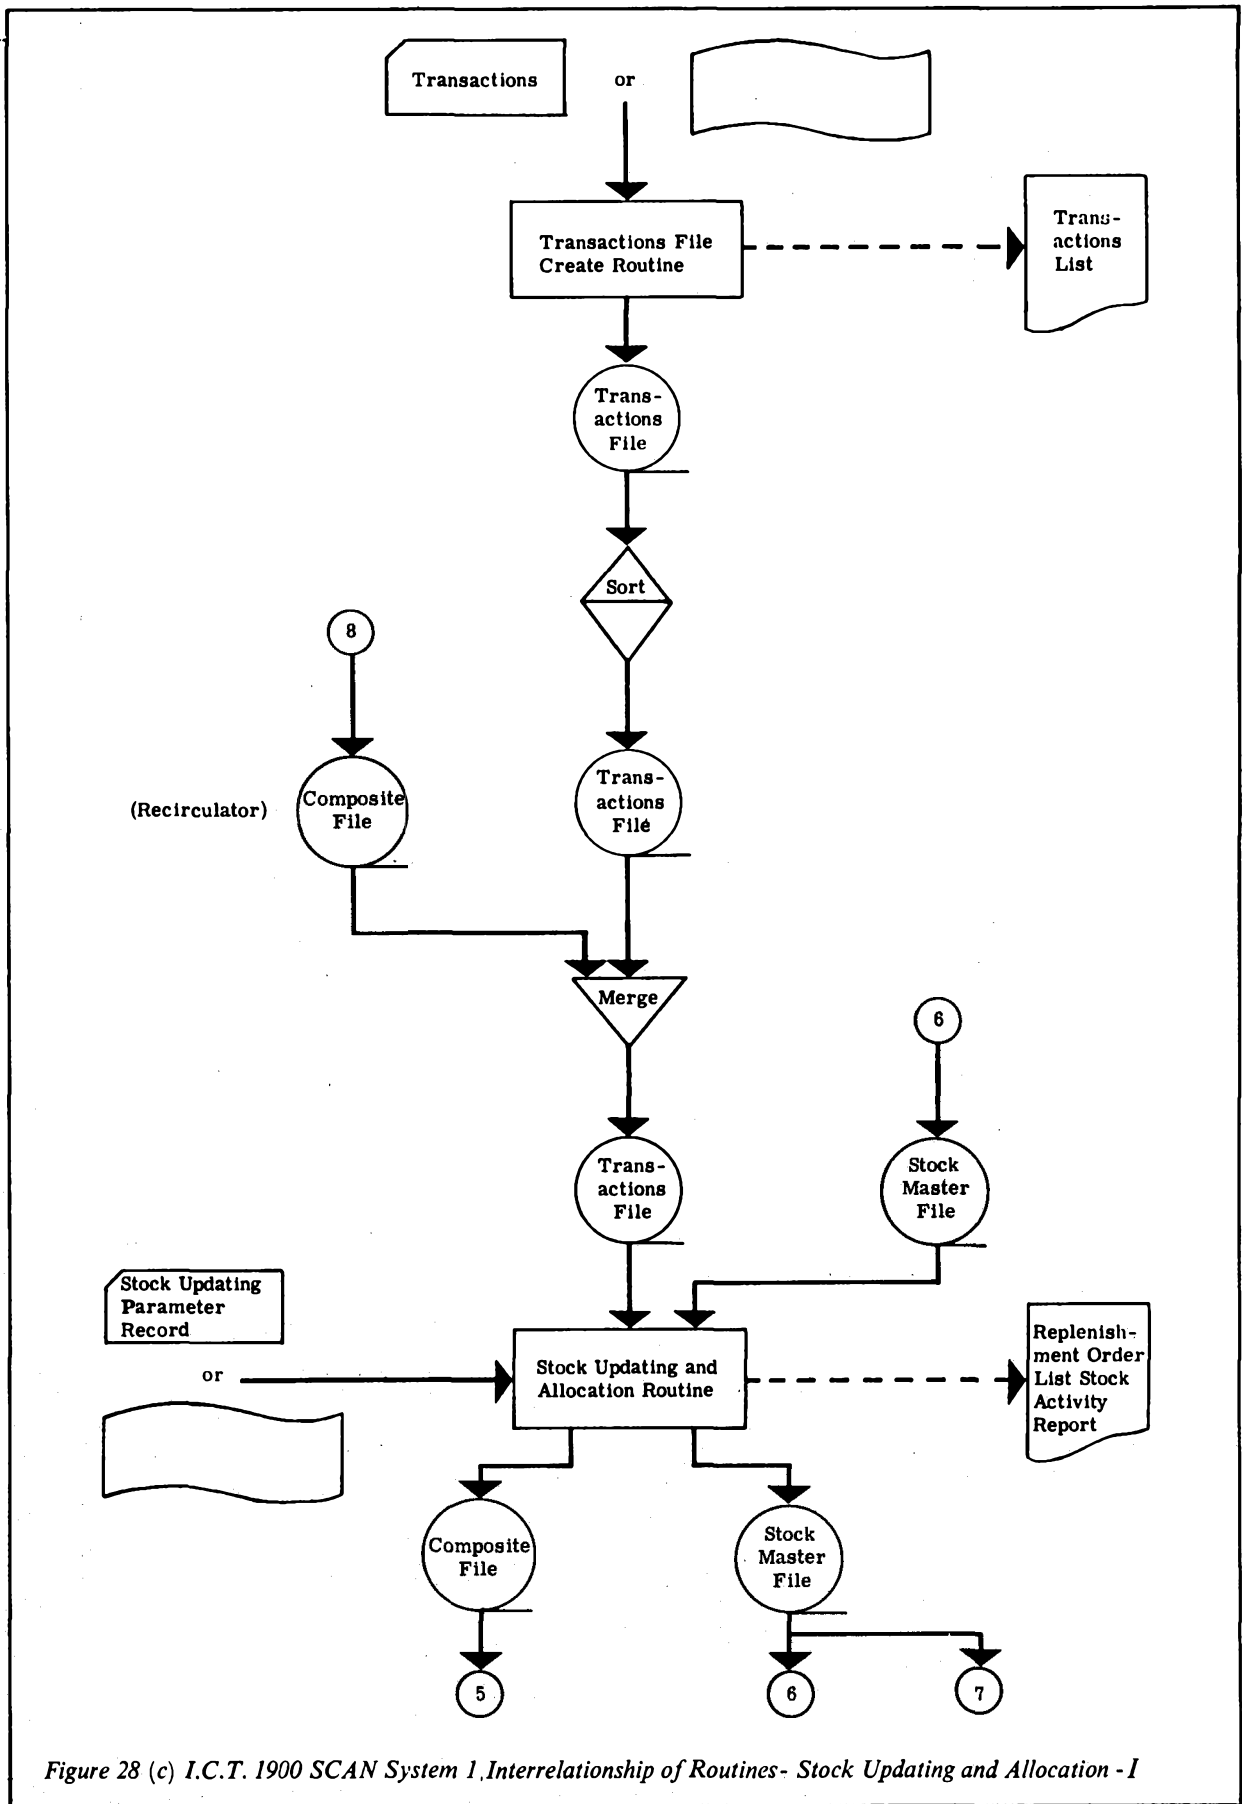 Transactions
or
Transactions File
Create Routine
Trans-
actions
List
Trans-
actions
File
Sort
8
(Recirculator)
Composite
File
Trans-
actions
File
Merge
6
Trans-
actions
File
Stock
Master
File
Stock Updating
Parameter
Record
or
Stock Updating and
Allocation Routine
Replenish-
ment Order
List Stock
Activity
Report
Composite
File
Stock
Master
File
5
6
7
Figure 28 (c) I.C.T. 1900 SCAN System 1, Interrelationship of Routines- Stock Updating and Allocation - I